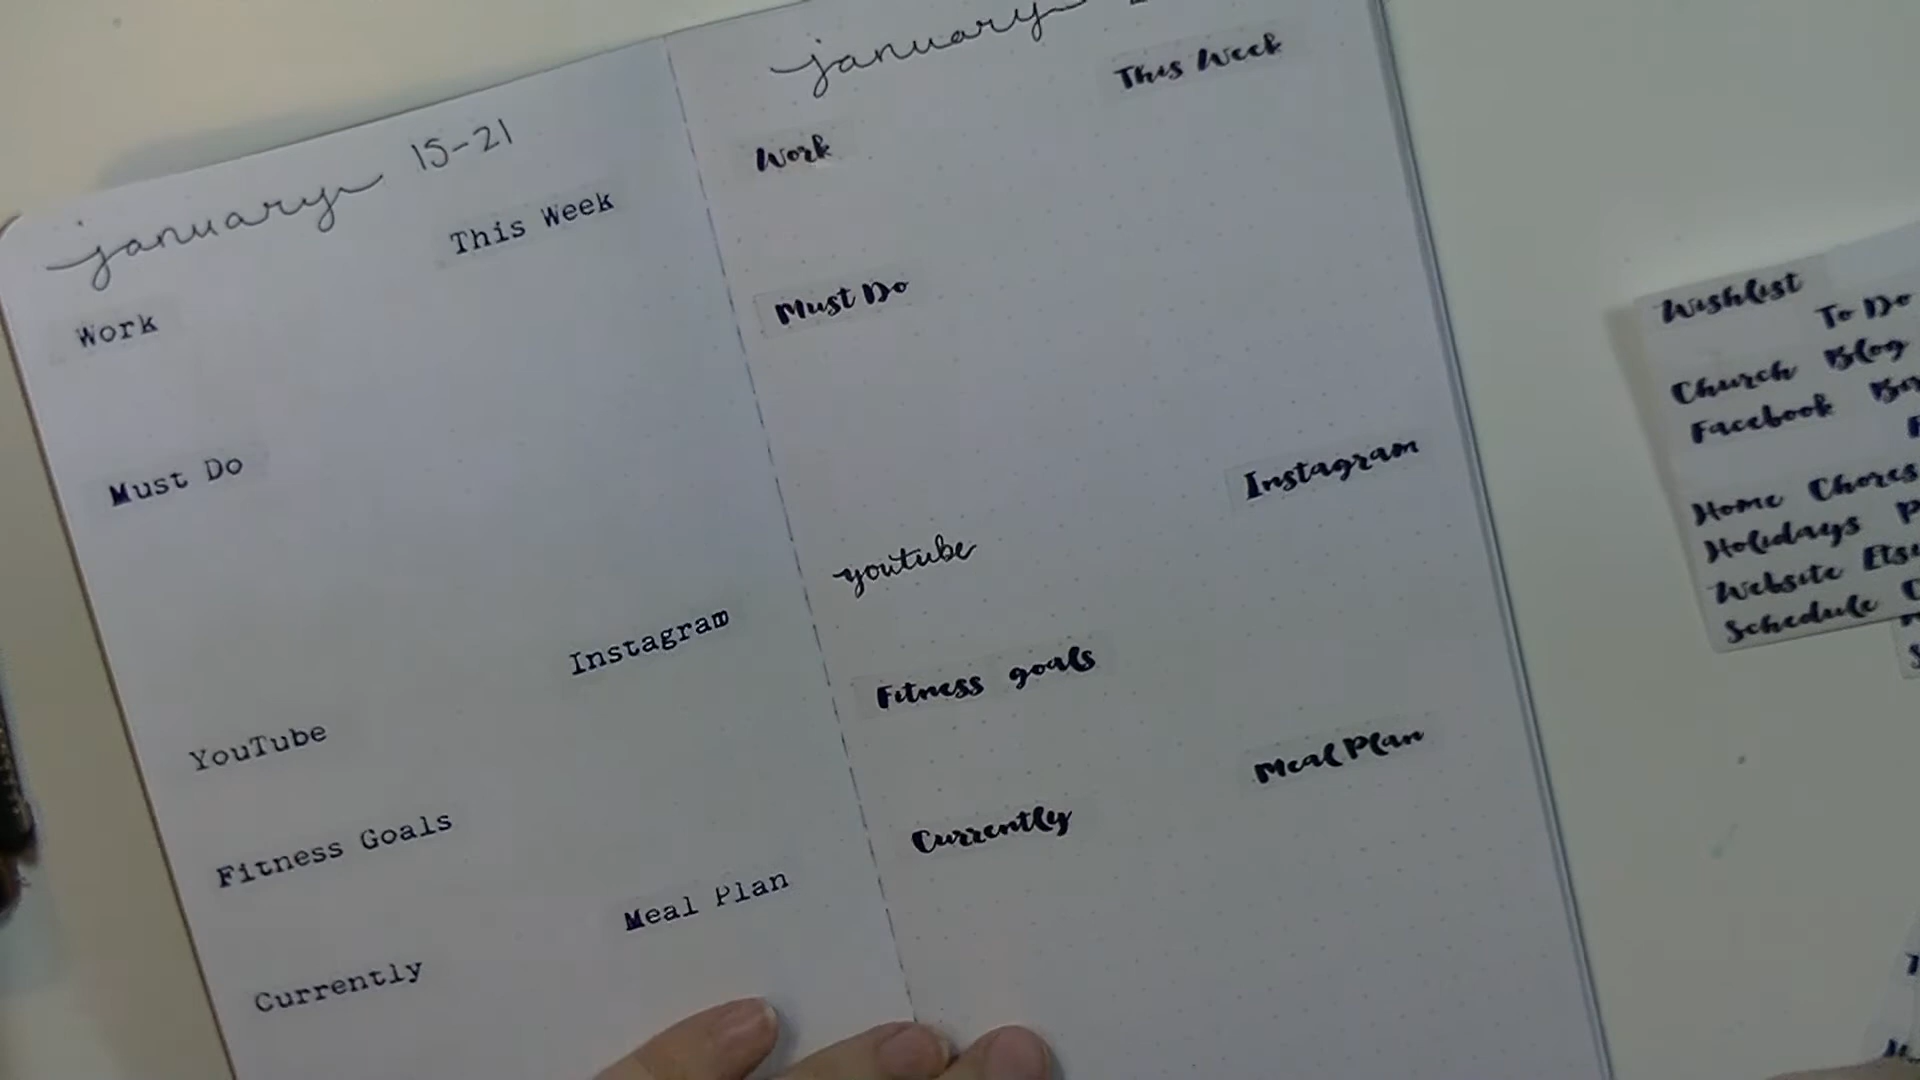 january 15-21
This Week
Work
Must Do
Instagram
YouTube
Fitness Goals
Meal Plan
Currently
january
This Week
Work
Must Do
Instagram
youtube
Fitness goals
Meal Plan
Currently
Wishlist
To Do
Church Blog
Facebook
Home Chores
Holidays
Website
Schedule